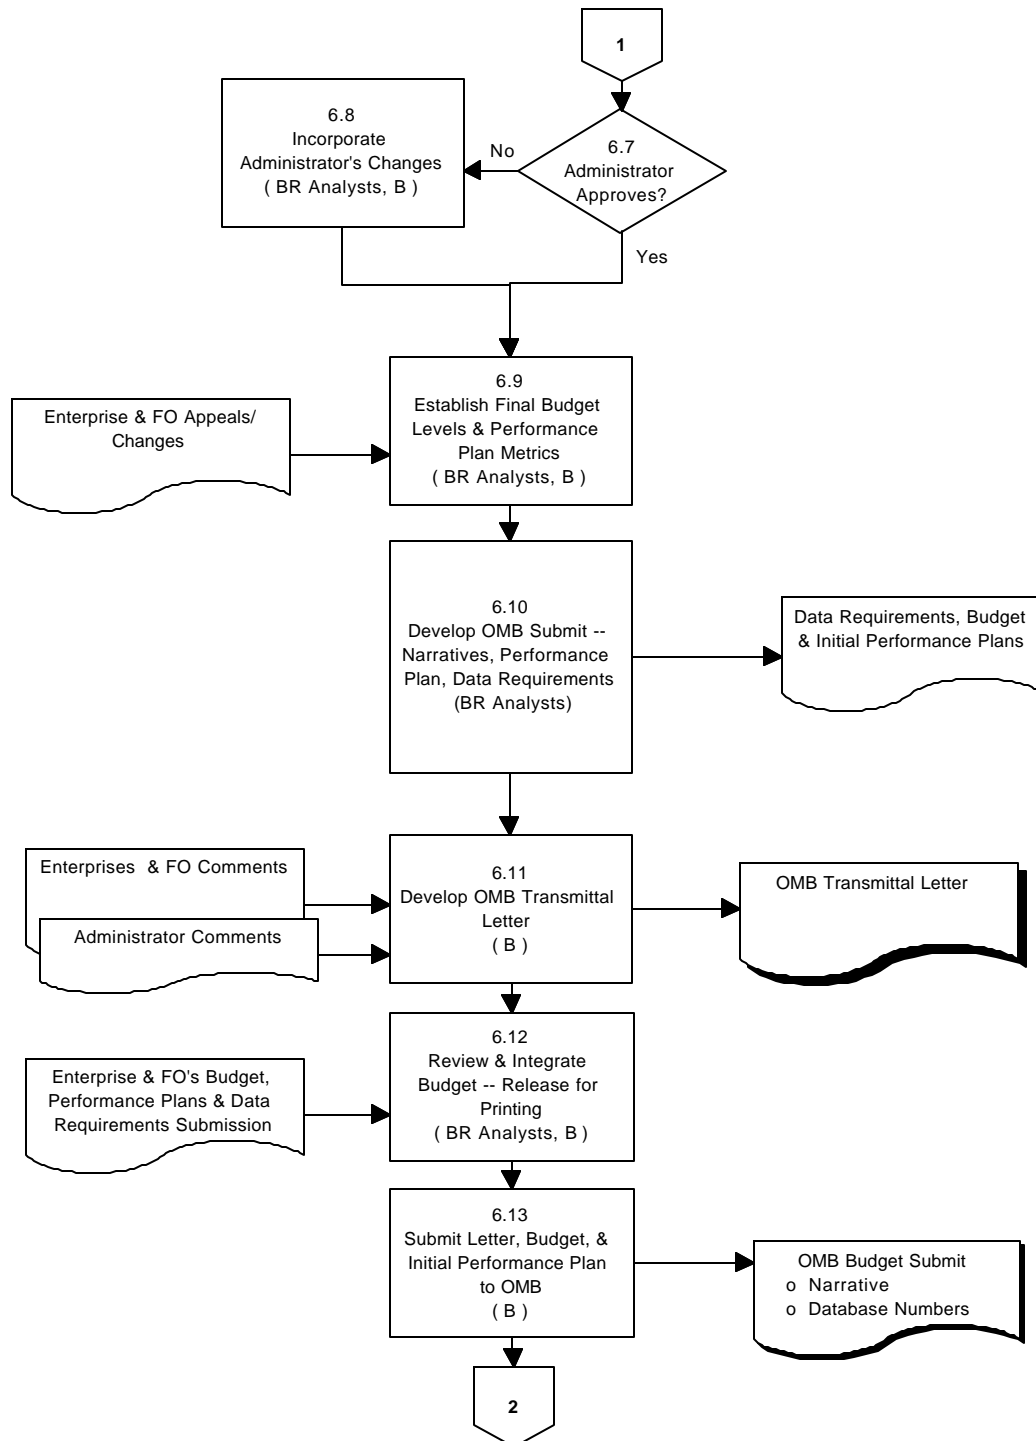 1
6.8
Incorporate
Administrator's Changes
( BR Analysts, B )
No
6.7
Administrator
Approves?
Yes
6.9
Establish Final Budget
Levels & Performance
Plan Metrics
( BR Analysts, B )
Enterprise & FO Appeals/
Changes
6.10
Develop OMB Submit --
Narratives, Performance
Plan, Data Requirements
(BR Analysts)
Data Requirements, Budget
& Initial Performance Plans
Enterprises & FO Comments
Administrator Comments
6.11
Develop OMB Transmittal
Letter
( B )
OMB Transmittal Letter
6.12
Review & Integrate
Budget -- Release for
Printing
( BR Analysts, B )
Enterprise & FO's Budget,
Performance Plans & Data
Requirements Submission
6.13
Submit Letter, Budget, &
Initial Performance Plan
to OMB
( B )
OMB Budget Submit
o Narrative
o Database Numbers
2